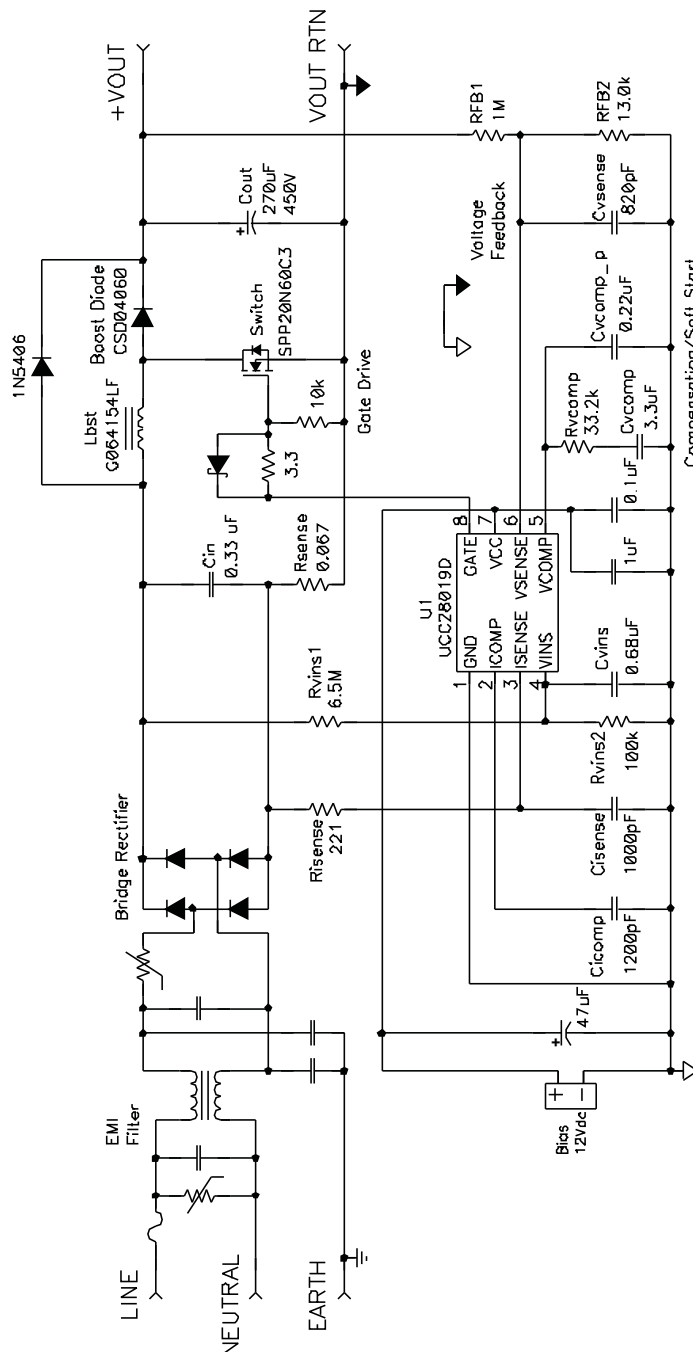 LINE
NEUTRAL
EARTH
EMI
Filter
Bridge Rectifier
1N5406
Lbst
G064154LF
Boost Diode
CSD04060
+VOUT
VOUT RTN
Cin
0.33 uF
Rsense
0.067
3.3
10k
Switch
SPP20N60C3
Gate Drive
+
Cout
270uF
450V
Risense
221
Rvins1
6.5M
U1
UCC28019D
1
GND
2
ICOMP
3
ISENSE
4
VINS
8
GATE
7
VCC
6
VSENSE
5
VCOMP
Voltage
Feedback
RFB1
1M
RFB2
13.0k
Bias
12Vdc
+
-
+
47uF
Cicomp
1200pF
Cisense
1000pF
Rvins2
100k
Cvins
0.68uF
1uF
0.1uF
Rvcomp
33.2k
Cvcomp
3.3uF
Cvcomp_p
0.22uF
Cvsense
820pF
Compensation/Soft Start